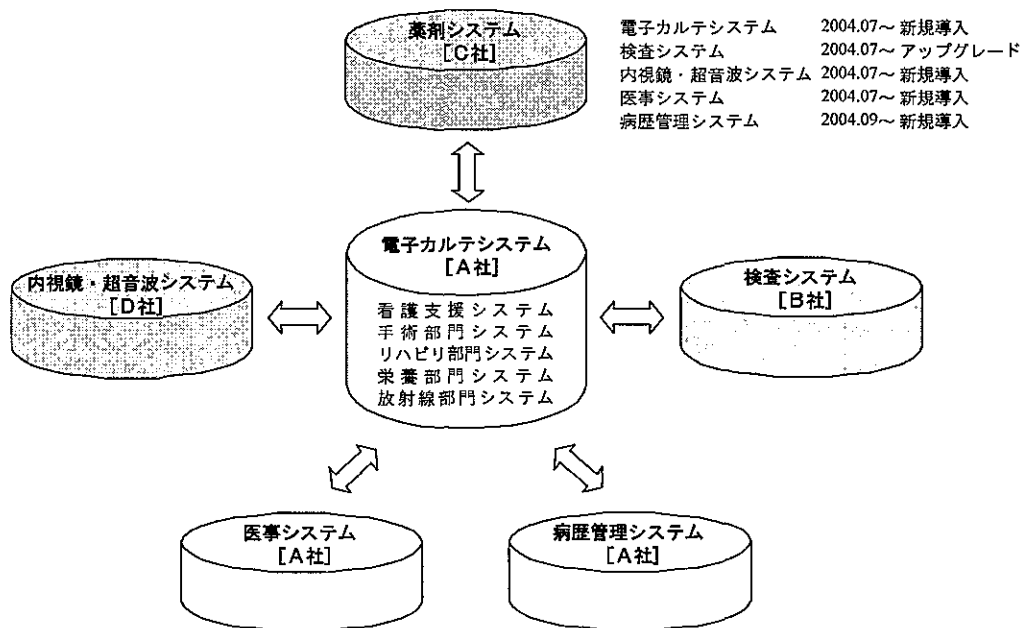 薬剤システム
[C社]
電子カルテシステム 2004.07～ 新規導入
検査システム 2004.07～ アップグレード
内視鏡・超音波システム 2004.07～ 新規導入
医事システム 2004.07～ 新規導入
病歴管理システム 2004.09～ 新規導入
電子カルテシステム
[A社]
看護支援システム
手術部門システム
リハビリ部門システム
栄養部門システム
放射線部門システム
内視鏡・超音波システム
[D社]
検査システム
[B社]
医事システム
[A社]
病歴管理システム
[A社]